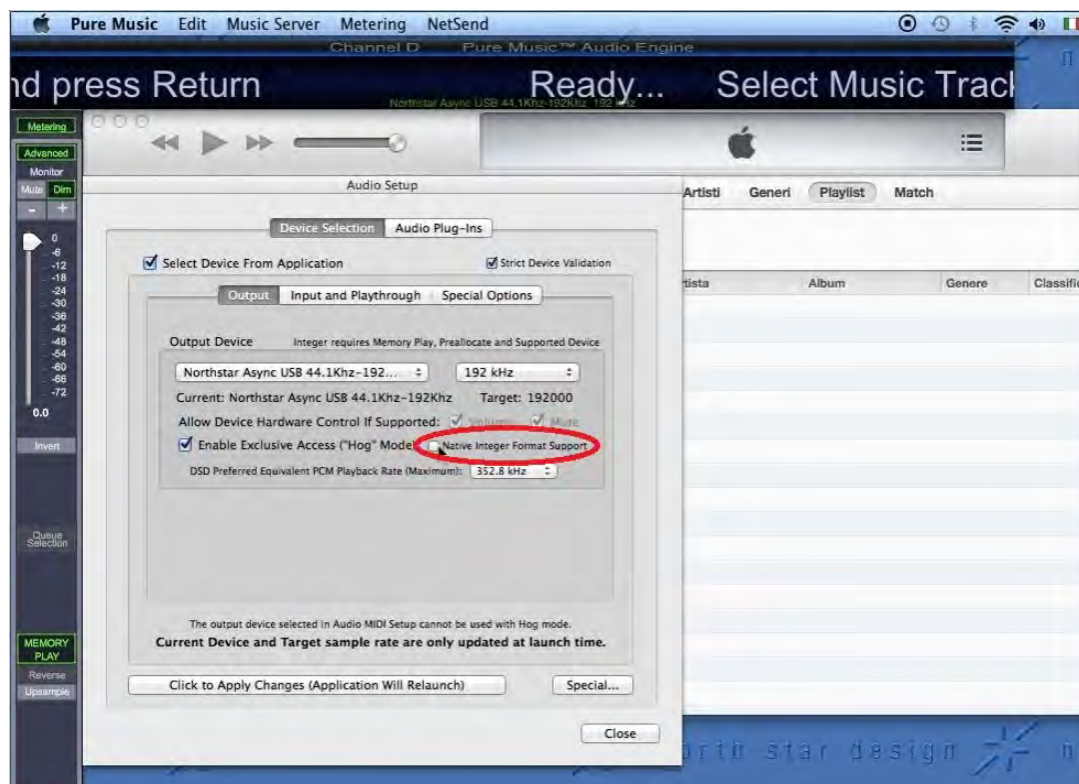 Pure Music Edit Music Server Metering NetSend
Channel D Pure Music™ Audio Engine
nd press Return Ready... Select Music Track
Northstar Async USB 44.1Khz-192Khz 192 kHz
Metering
Advanced
Monitor
Mute Dim
- +
0
-6
-12
-18
-24
-30
-36
-42
-48
-54
-60
-66
-72
0.0
Invert
Queue
Selection
MEMORY
PLAY
Reverse
Upsample
Audio Setup
Device Selection Audio Plug-Ins
Select Device From Application Strict Device Validation
Output Input and Playthrough Special Options
Output Device Integer requires Memory Play, Preallocate and Supported Device
Northstar Async USB 44.1Khz-192... 192 kHz
Current: Northstar Async USB 44.1Khz-192Khz Target: 192000
Allow Device Hardware Control If Supported: Volume Mute
Enable Exclusive Access ("Hog" Mode) Native Integer Format Support
DSD Preferred Equivalent PCM Playback Rate (Maximum): 352.8 kHz
The output device selected in Audio MIDI Setup cannot be used with Hog mode.
Current Device and Target sample rate are only updated at launch time.
Click to Apply Changes (Application Will Relaunch) Special...
Close
Artisti Generi Playlist Match
tista Album Genere Classific
orth star design n
n